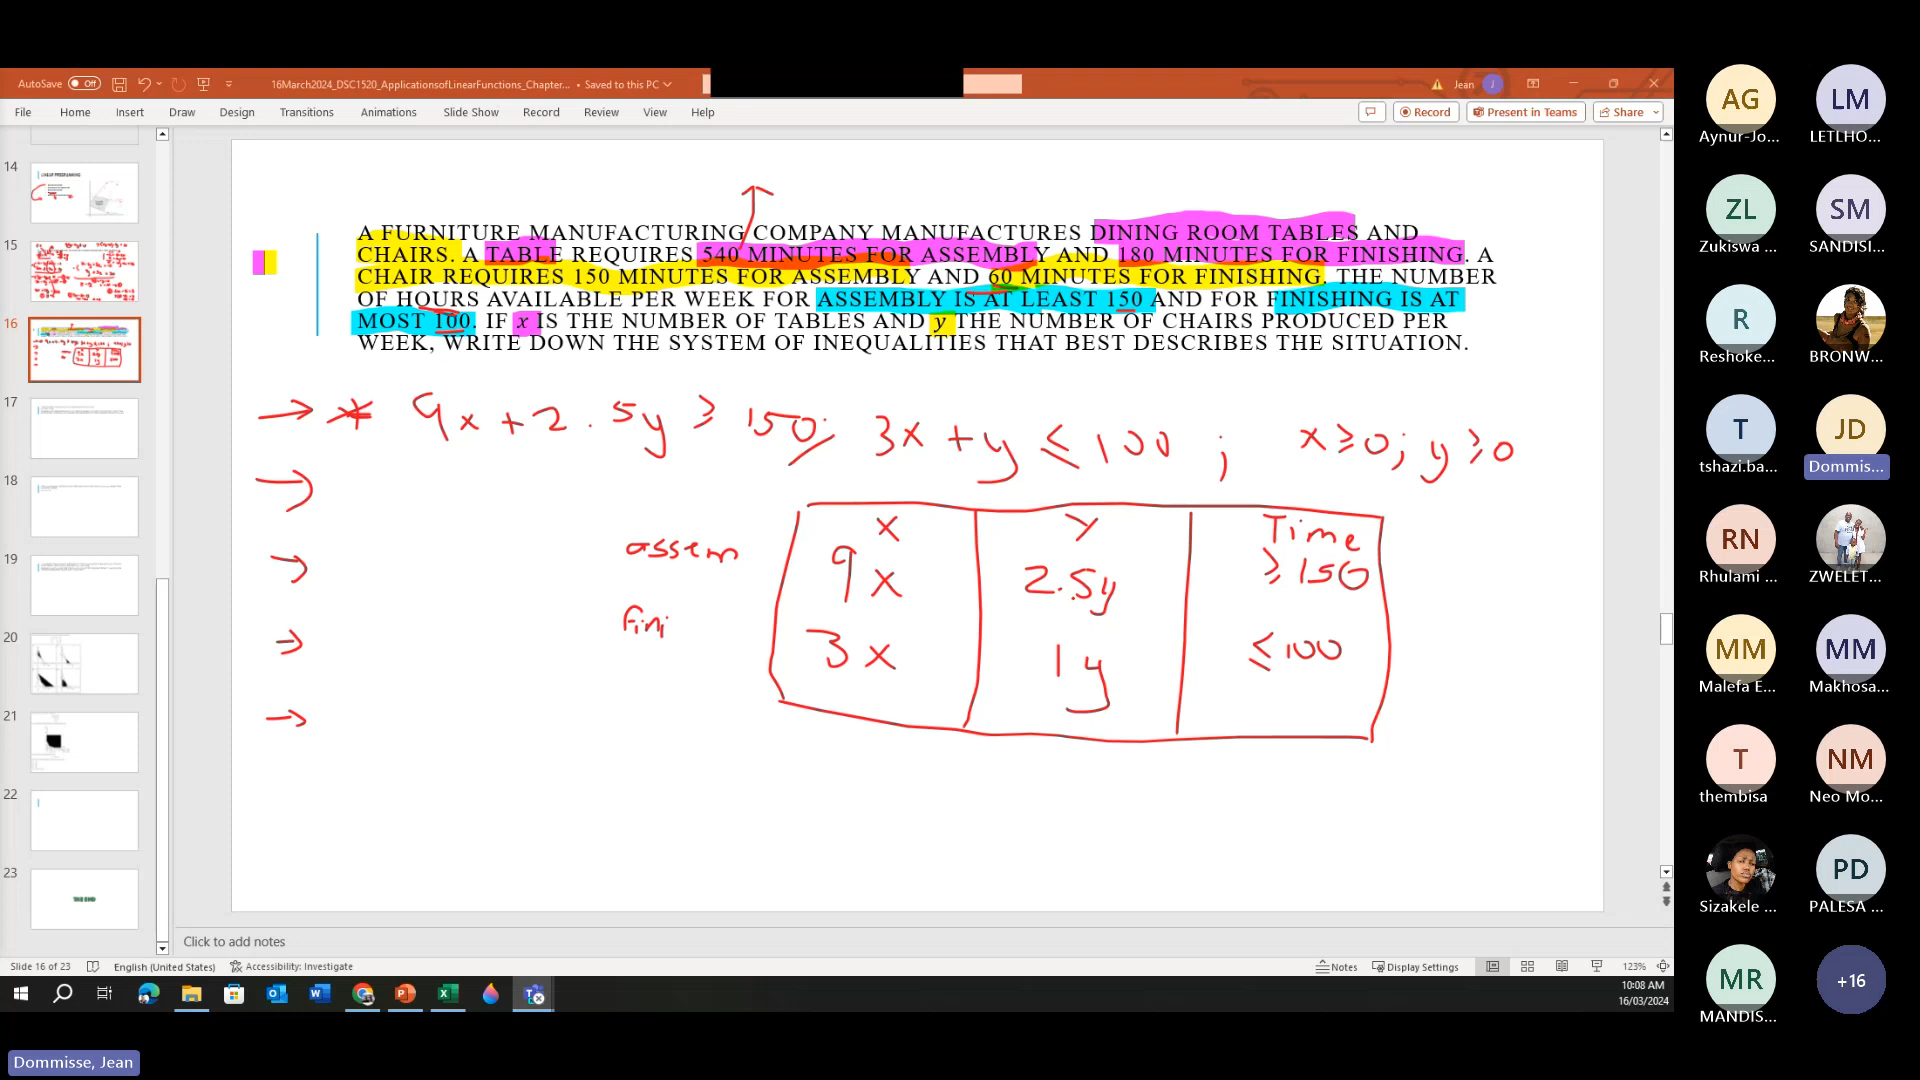 AutoSave Off 16March2024_DSC1520_ApplicationsofLinearFunctions_Chapter... • Saved to this PC Jean J
File Home Insert Draw Design Transitions Animations Slide Show Record Review View Help Record Present in Teams Share
14
15
16
17
18
19
20
21
22
23
LINEAR PROGRAMMING
THE END
A FURNITURE MANUFACTURING COMPANY MANUFACTURES DINING ROOM TABLES AND
CHAIRS. A TABLE REQUIRES 540 MINUTES FOR ASSEMBLY AND 180 MINUTES FOR FINISHING. A
CHAIR REQUIRES 150 MINUTES FOR ASSEMBLY AND 60 MINUTES FOR FINISHING. THE NUMBER
OF HOURS AVAILABLE PER WEEK FOR ASSEMBLY IS AT LEAST 150 AND FOR FINISHING IS AT
MOST 100. IF x IS THE NUMBER OF TABLES AND y THE NUMBER OF CHAIRS PRODUCED PER
WEEK, WRITE DOWN THE SYSTEM OF INEQUALITIES THAT BEST DESCRIBES THE SITUATION.
→ * 9x + 2.5y ≥ 150; 3x + y ≤ 100 ; x ≥ 0; y ≥ 0
→
→
→
→
x y Time
assem 9x 2.5y ≥ 150
fini 3x 1y ≤ 100
Click to add notes
Slide 16 of 23 English (United States) Accessibility: Investigate Notes Display Settings 123%
10:08 AM
16/03/2024
Dommisse, Jean
AG LM
Aynur-Jo... LETLHO...
ZL SM
Zukiswa ... SANDISI...
R
Reshoke... BRONW...
T JD
tshazi.ba... Dommis...
RN
Rhulami ... ZWELET...
MM MM
Malefa E... Makhosa...
T NM
thembisa Neo Mo...
PD
Sizakele ... PALESA ...
MR +16
MANDIS...